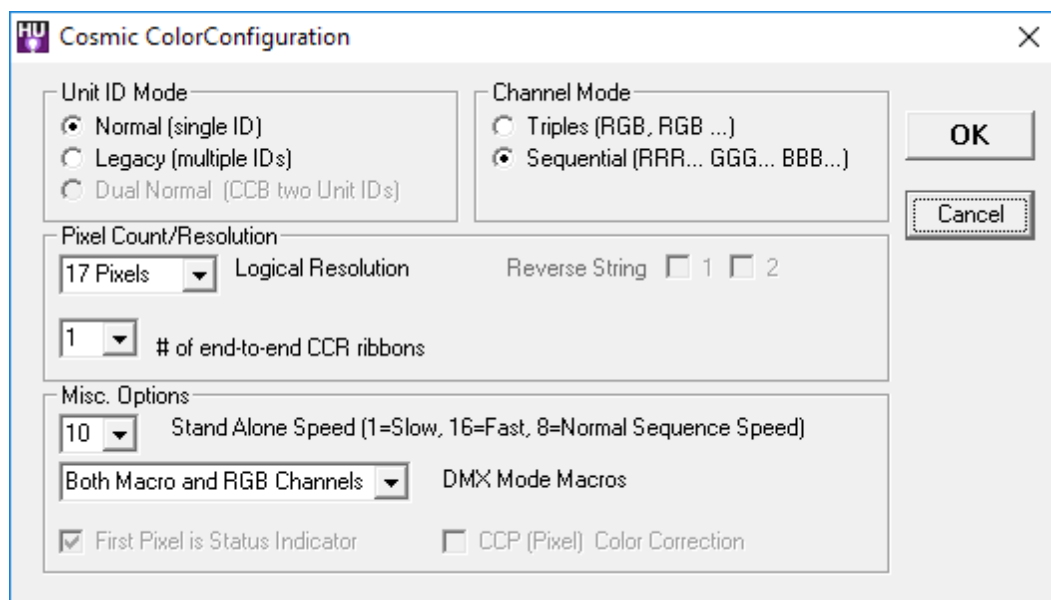 HU Cosmic ColorConfiguration
Unit ID Mode
Normal (single ID)
Legacy (multiple IDs)
Dual Normal (CCB two Unit IDs)
Channel Mode
Triples (RGB, RGB ...)
Sequential (RRR... GGG... BBB...)
OK
Cancel
Pixel Count/Resolution
17 Pixels Logical Resolution Reverse String 1 2
1 # of end-to-end CCR ribbons
Misc. Options
10 Stand Alone Speed (1=Slow, 16=Fast, 8=Normal Sequence Speed)
Both Macro and RGB Channels DMX Mode Macros
First Pixel is Status Indicator CCP (Pixel) Color Correction